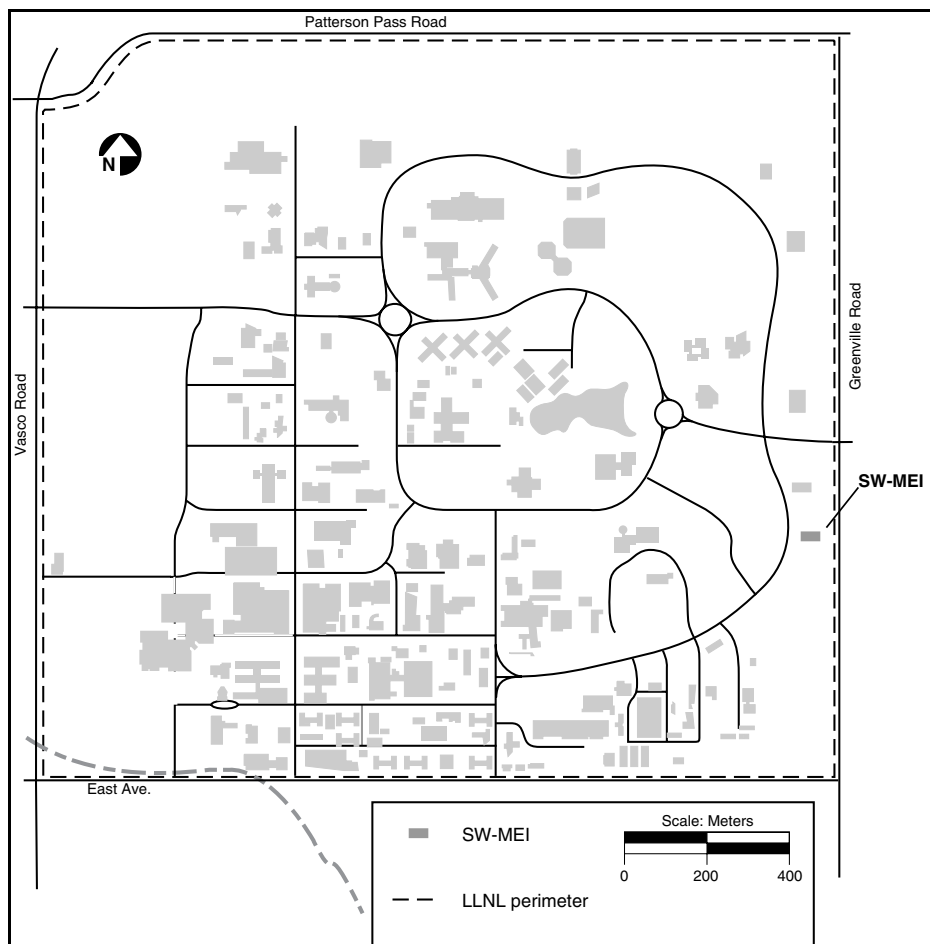 Patterson Pass Road
N
Greenville Road
Vasco Road
SW-MEI
East Ave.
SW-MEI
Scale: Meters
0 200 400
LLNL perimeter